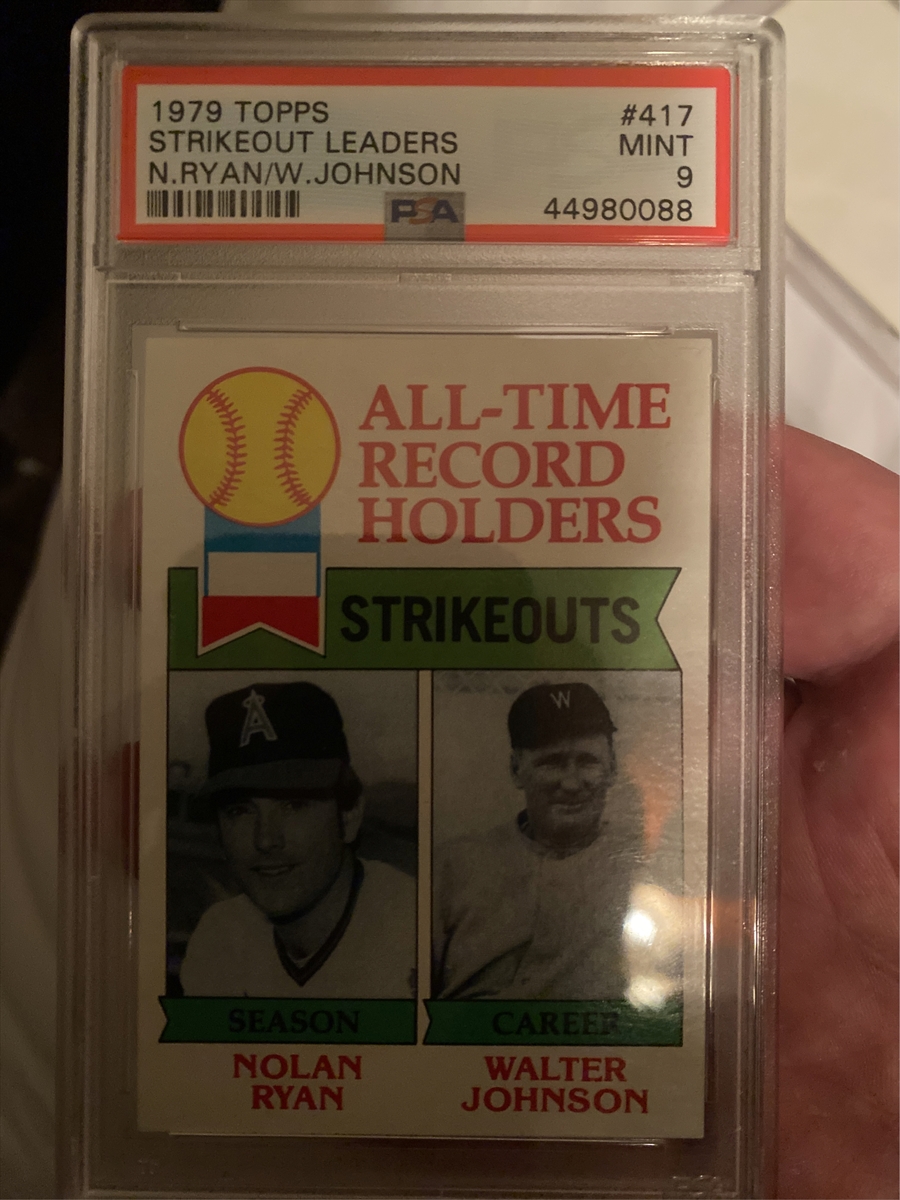 1979 TOPPS #417
STRIKEOUT LEADERS MINT
N.RYAN/W.JOHNSON 9
PSA 44980088
ALL-TIME
RECORD
HOLDERS
STRIKEOUTS
A
W
SEASON
CAREER
NOLAN
RYAN
WALTER
JOHNSON